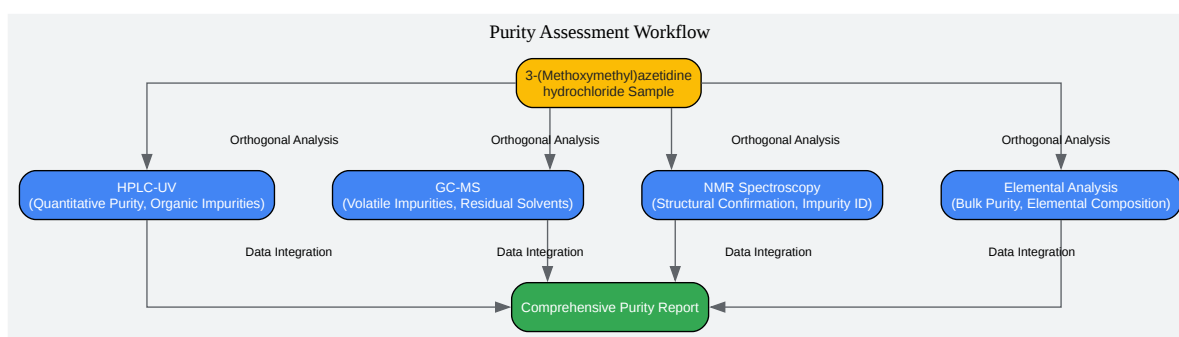 Purity Assessment Workflow
3-(Methoxymethyl)azetidine
hydrochloride Sample
Orthogonal Analysis
Orthogonal Analysis
Orthogonal Analysis
Orthogonal Analysis
HPLC-UV
(Quantitative Purity, Organic Impurities)
GC-MS
(Volatile Impurities, Residual Solvents)
NMR Spectroscopy
(Structural Confirmation, Impurity ID)
Elemental Analysis
(Bulk Purity, Elemental Composition)
Data Integration
Data Integration
Data Integration
Data Integration
Comprehensive Purity Report